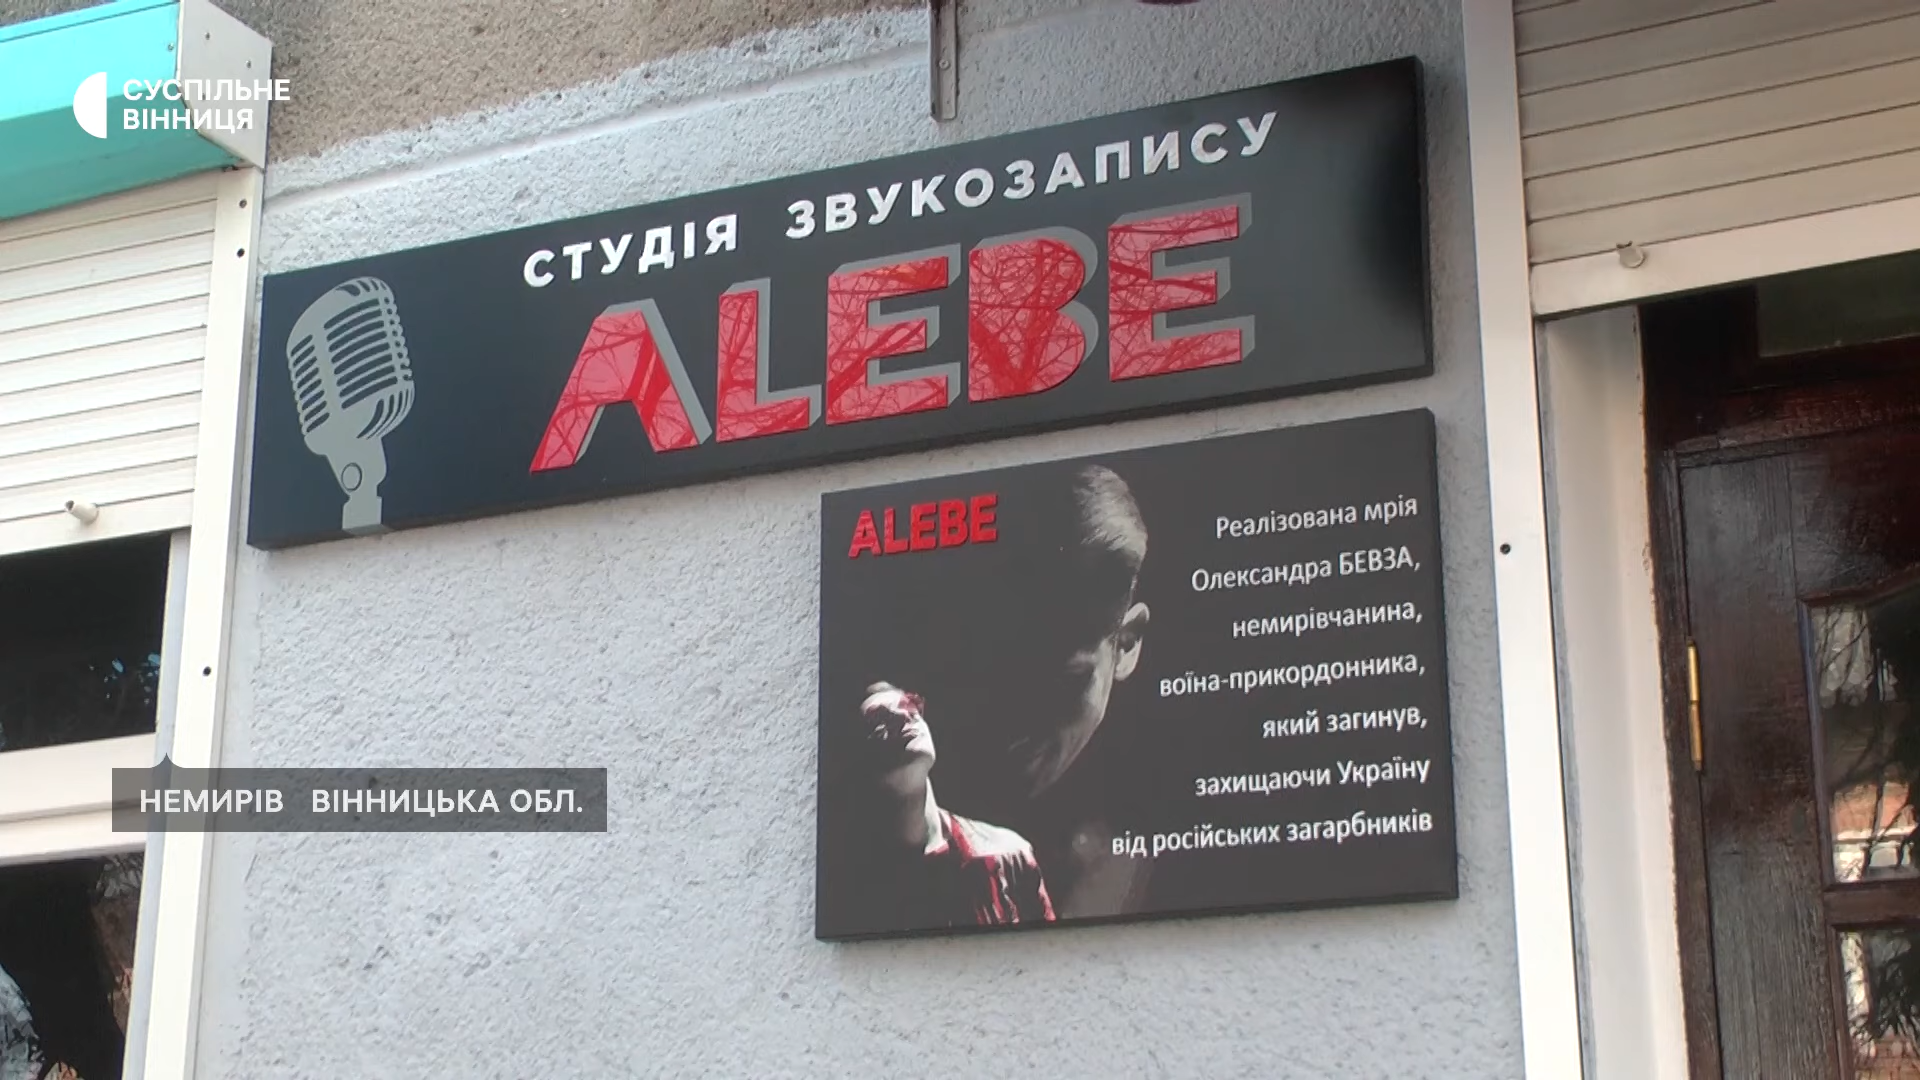 СУСПІЛЬНЕ
ВІННИЦЯ
СТУДІЯ ЗВУКОЗАПИСУ
ALEBE
ALEBE
Реалізована мрія
Олександра БЕВЗА,
немирівчанина,
воїна-прикордонника,
який загинув,
захищаючи Україну
від російських загарбників
НЕМИРІВ ВІННИЦЬКА ОБЛ.